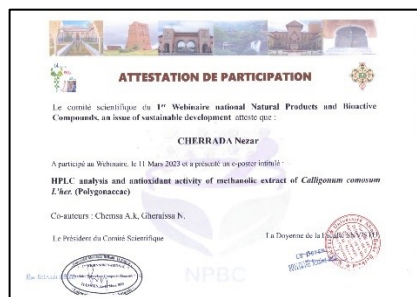 ATTESTATION DE PARTICIPATION
Le comité scientifique du 1er Webinaire national Natural Products and Bioactive
Compounds, an issue of sustainable development atteste que :
CHERRADA Nezar
A participé au Webinaire, le 11 Mars 2023 et a présenté un e-poster intitulé :
HPLC analysis and antioxidant activity of methanolic extract of Calligonum comosum
L'her. (Polygonaceae)
Co-auteurs : Chemsa A.k, Gheraissa N.
Le Président du Comité Scientifique
La Doyenne de la Faculté
NPBC